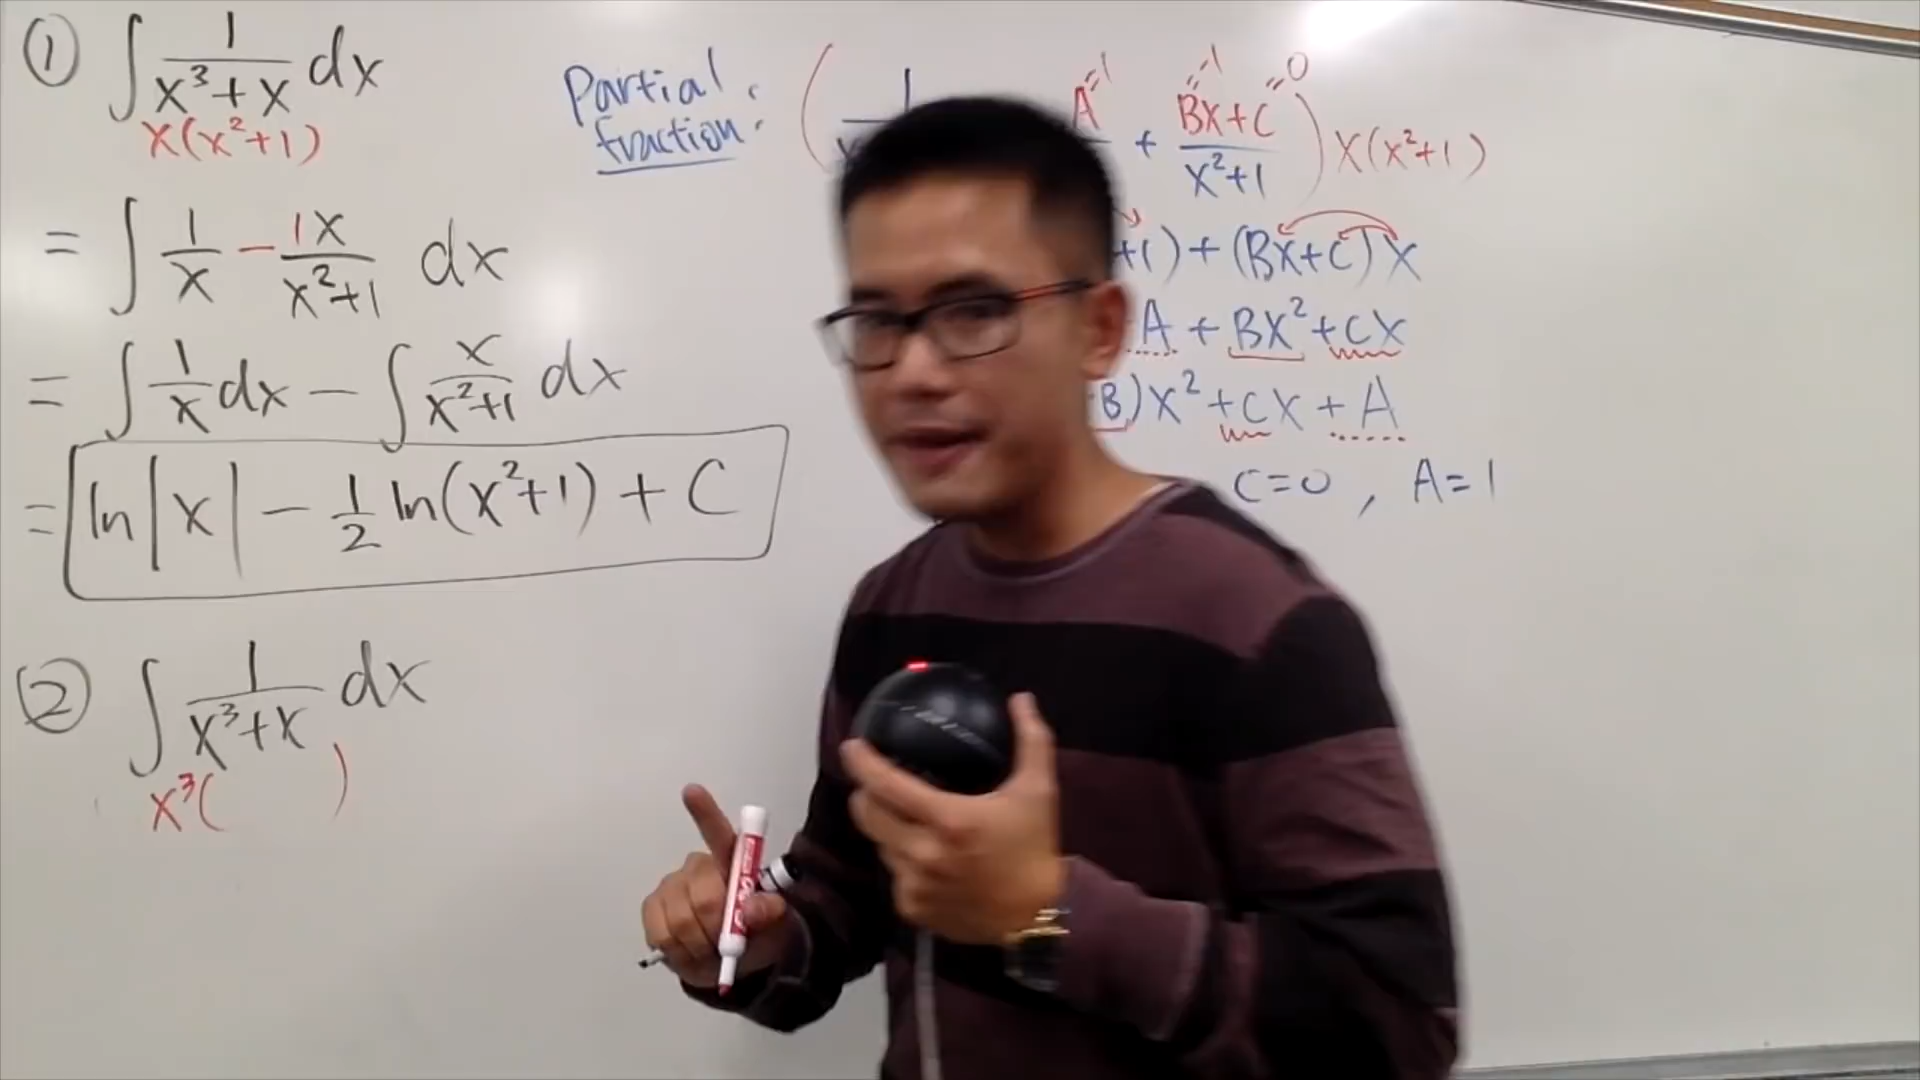 ① ∫ 1/(x³+x) dx
x(x²+1)
= ∫ 1/x - 1x/(x²+1) dx
= ∫ 1/x dx - ∫ x/(x²+1) dx
= ln|x| - 1/2 ln(x²+1) + C
② ∫ 1/(x³+x) dx
x³( )
Partial
fraction:
( 1 A=1 + (Bx+C)/(x²+1) ) x(x²+1)
=-1 =0
+1) + (Bx+C)x
A + Bx² + Cx
B)x² + Cx + A
C=0 , A=1